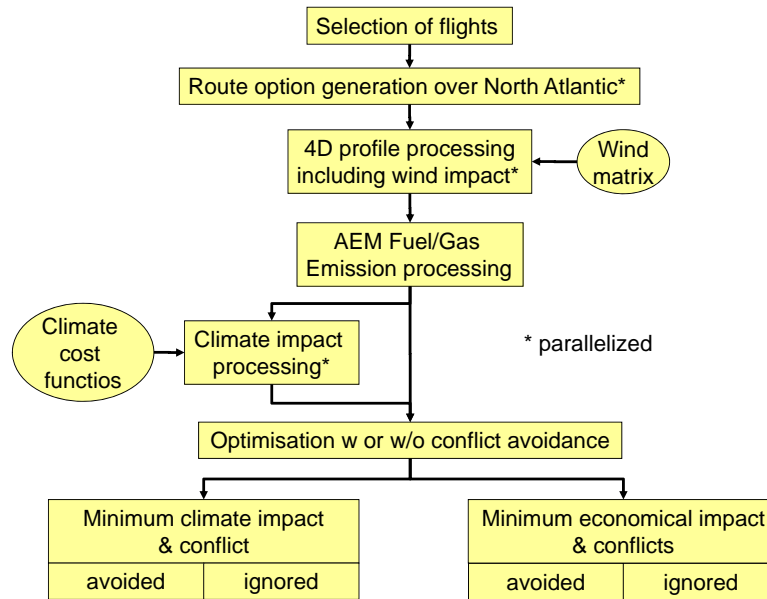 Selection of flights
Route option generation over North Atlantic*
4D profile processing
including wind impact*
Wind
matrix
AEM Fuel/Gas
Emission processing
Climate
cost
functios
Climate impact
processing*
* parallelized
Optimisation w or w/o conflict avoidance
Minimum climate impact
& conflict
avoided
ignored
Minimum economical impact
& conflicts
avoided
ignored